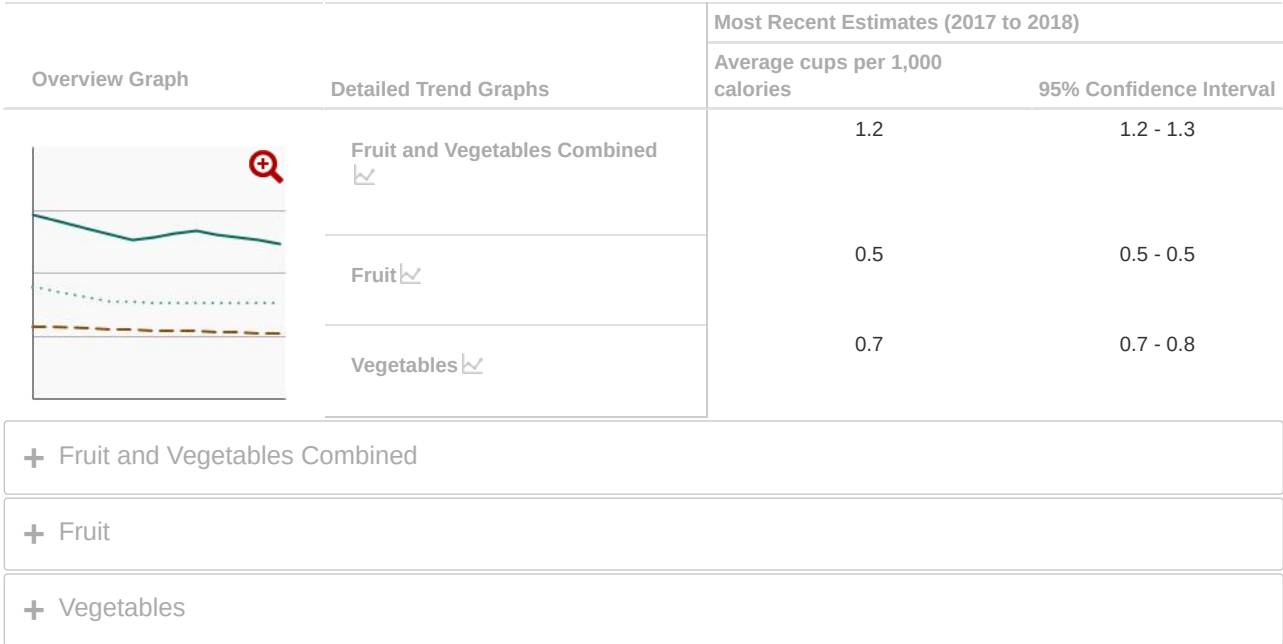 Most Recent Estimates (2017 to 2018)
Overview Graph
Detailed Trend Graphs
Average cups per 1,000
calories
95% Confidence Interval
Fruit and Vegetables Combined
1.2
1.2 - 1.3
Fruit
0.5
0.5 - 0.5
Vegetables
0.7
0.7 - 0.8
+ Fruit and Vegetables Combined
+ Fruit
+ Vegetables